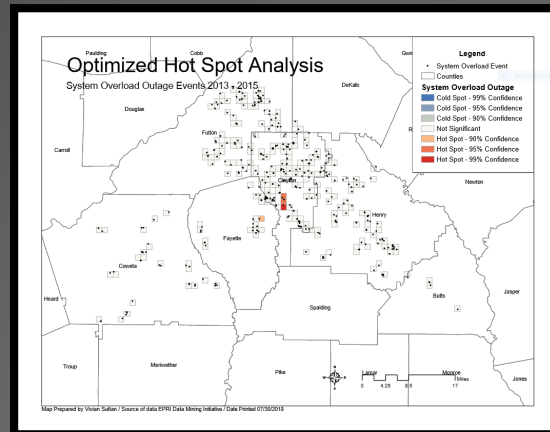 Optimized Hot Spot Analysis
System Overload Outage Events 2013 - 2015
Paulding
Cobb
DeKalb
Douglas
Fulton
Carroll
Clayton
Newton
Henry
Fayette
Coweta
Heard
Butts
Jasper
Spalding
Troup
Meriwether
Pike
Lamar
Monroe
Jones
Legend
System Overload Event
Counties
System Overload Outage
Cold Spot - 99% Confidence
Cold Spot - 95% Confidence
Cold Spot - 90% Confidence
Not Significant
Hot Spot - 90% Confidence
Hot Spot - 95% Confidence
Hot Spot - 99% Confidence
N
0 4.25 8.5 17
Miles
Map Prepared by Vivian Sultan / Source of data EPRI Data Mining Initiative / Date Printed 07/30/2016